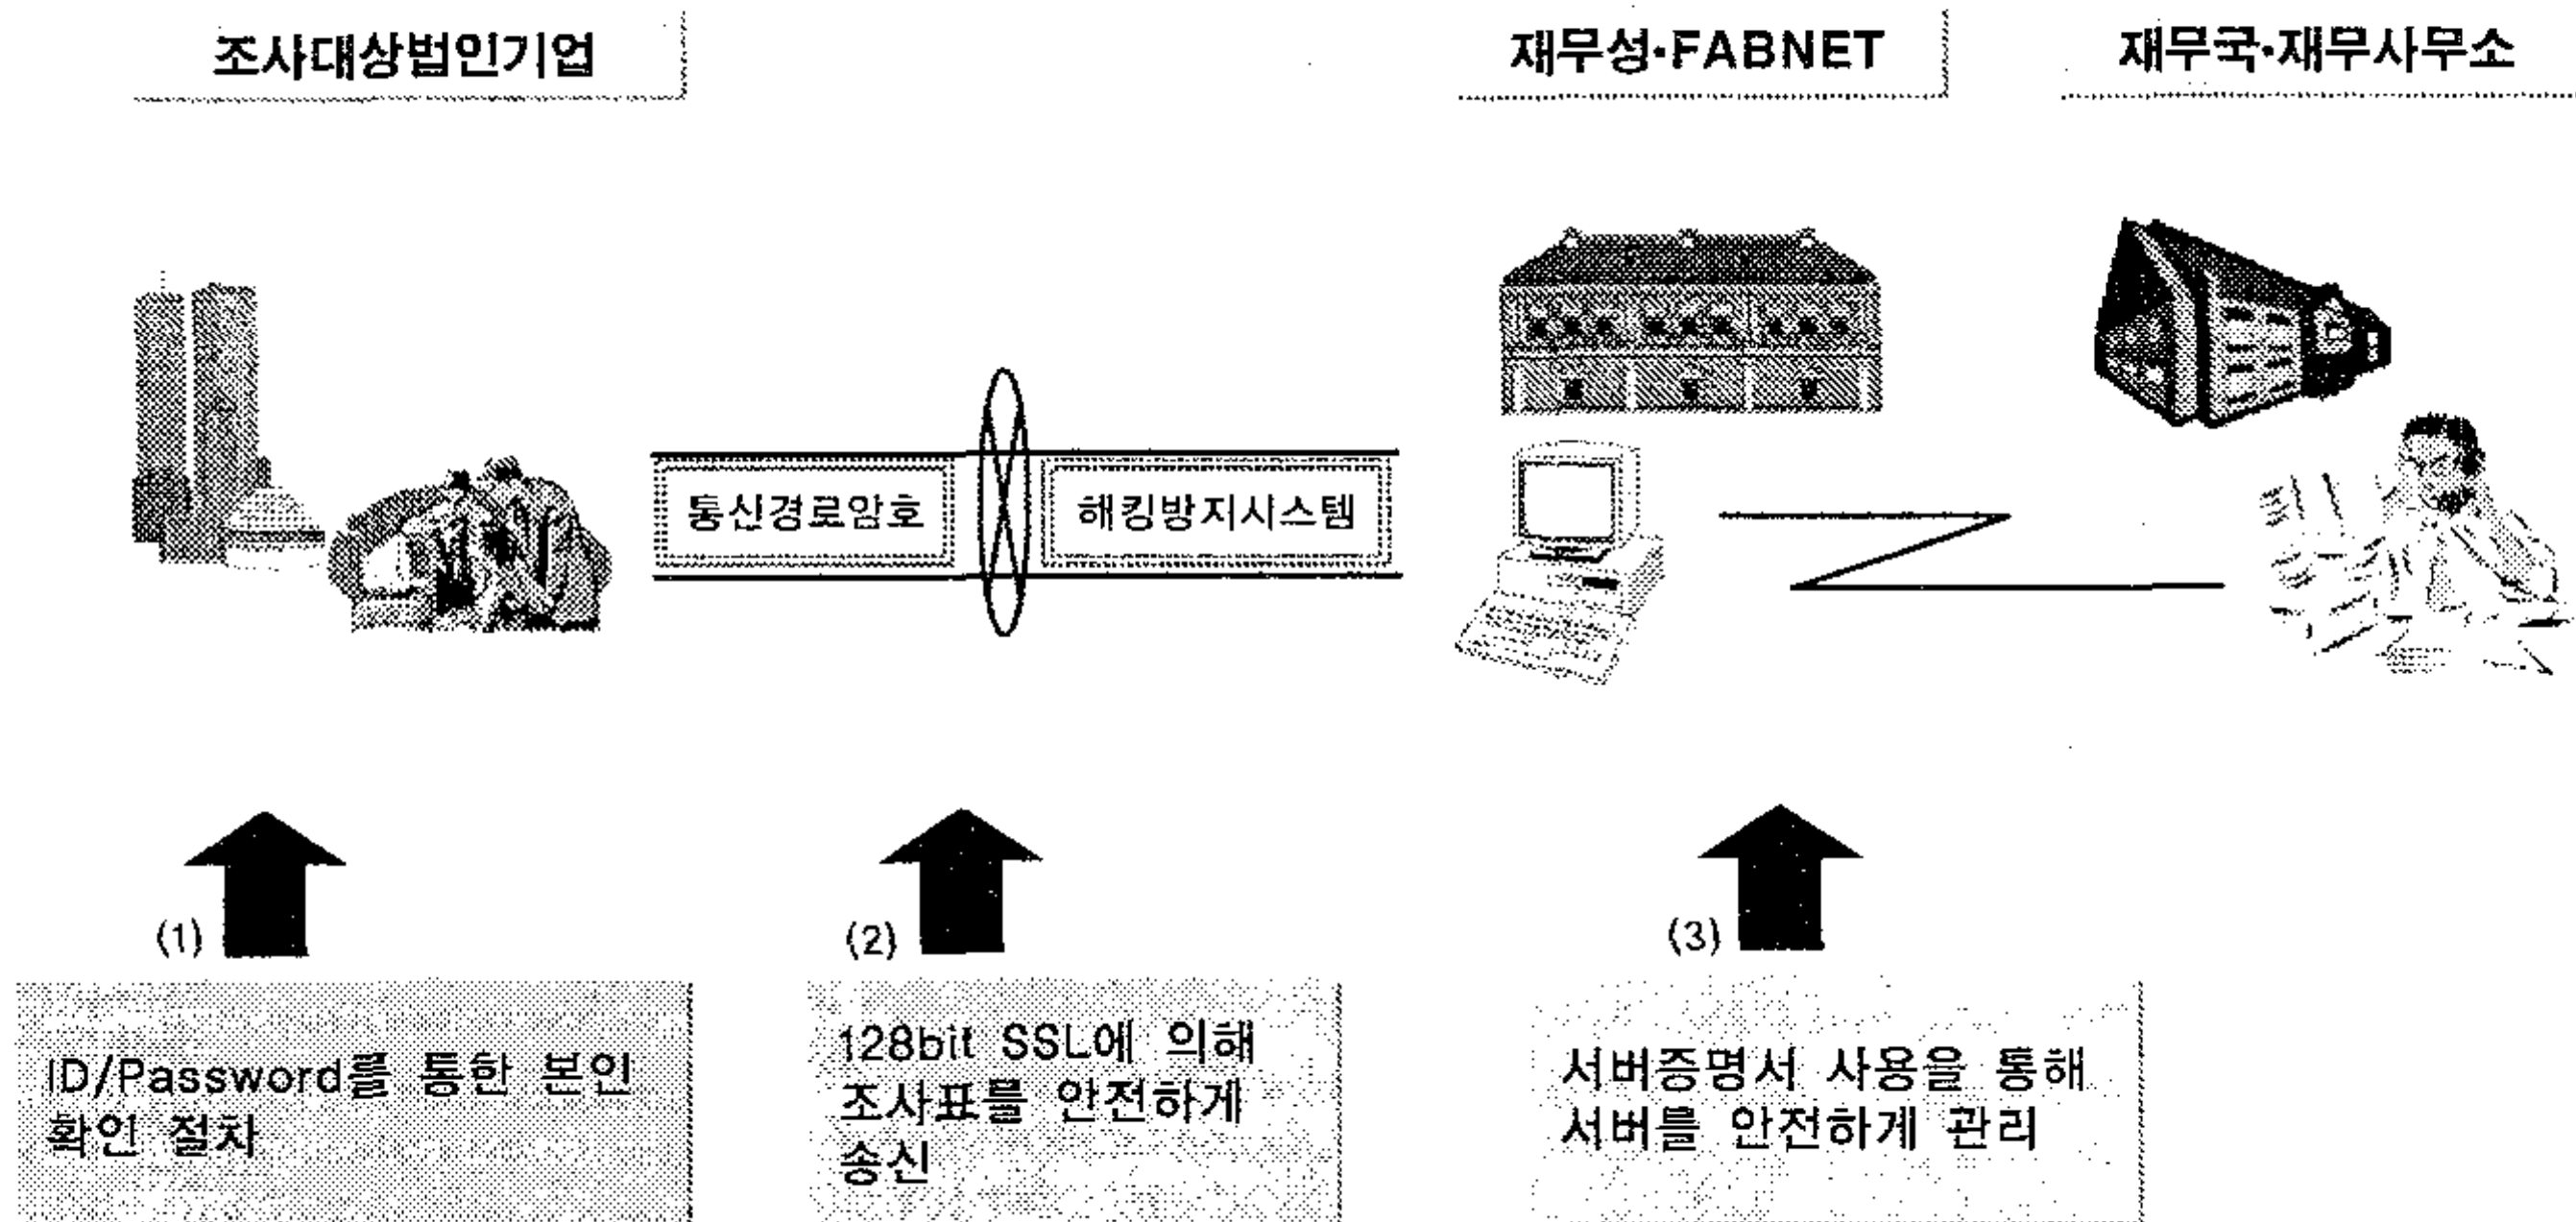 조사대상법인기업
재무성·FABNET
재무국·재무사무소
통신경로암호
해킹방지시스템
(1)
(2)
(3)
ID/Password를 통한 본인
확인 절차
128bit SSL에 의해
조사표를 안전하게
송신
서버증명서 사용을 통해
서버를 안전하게 관리